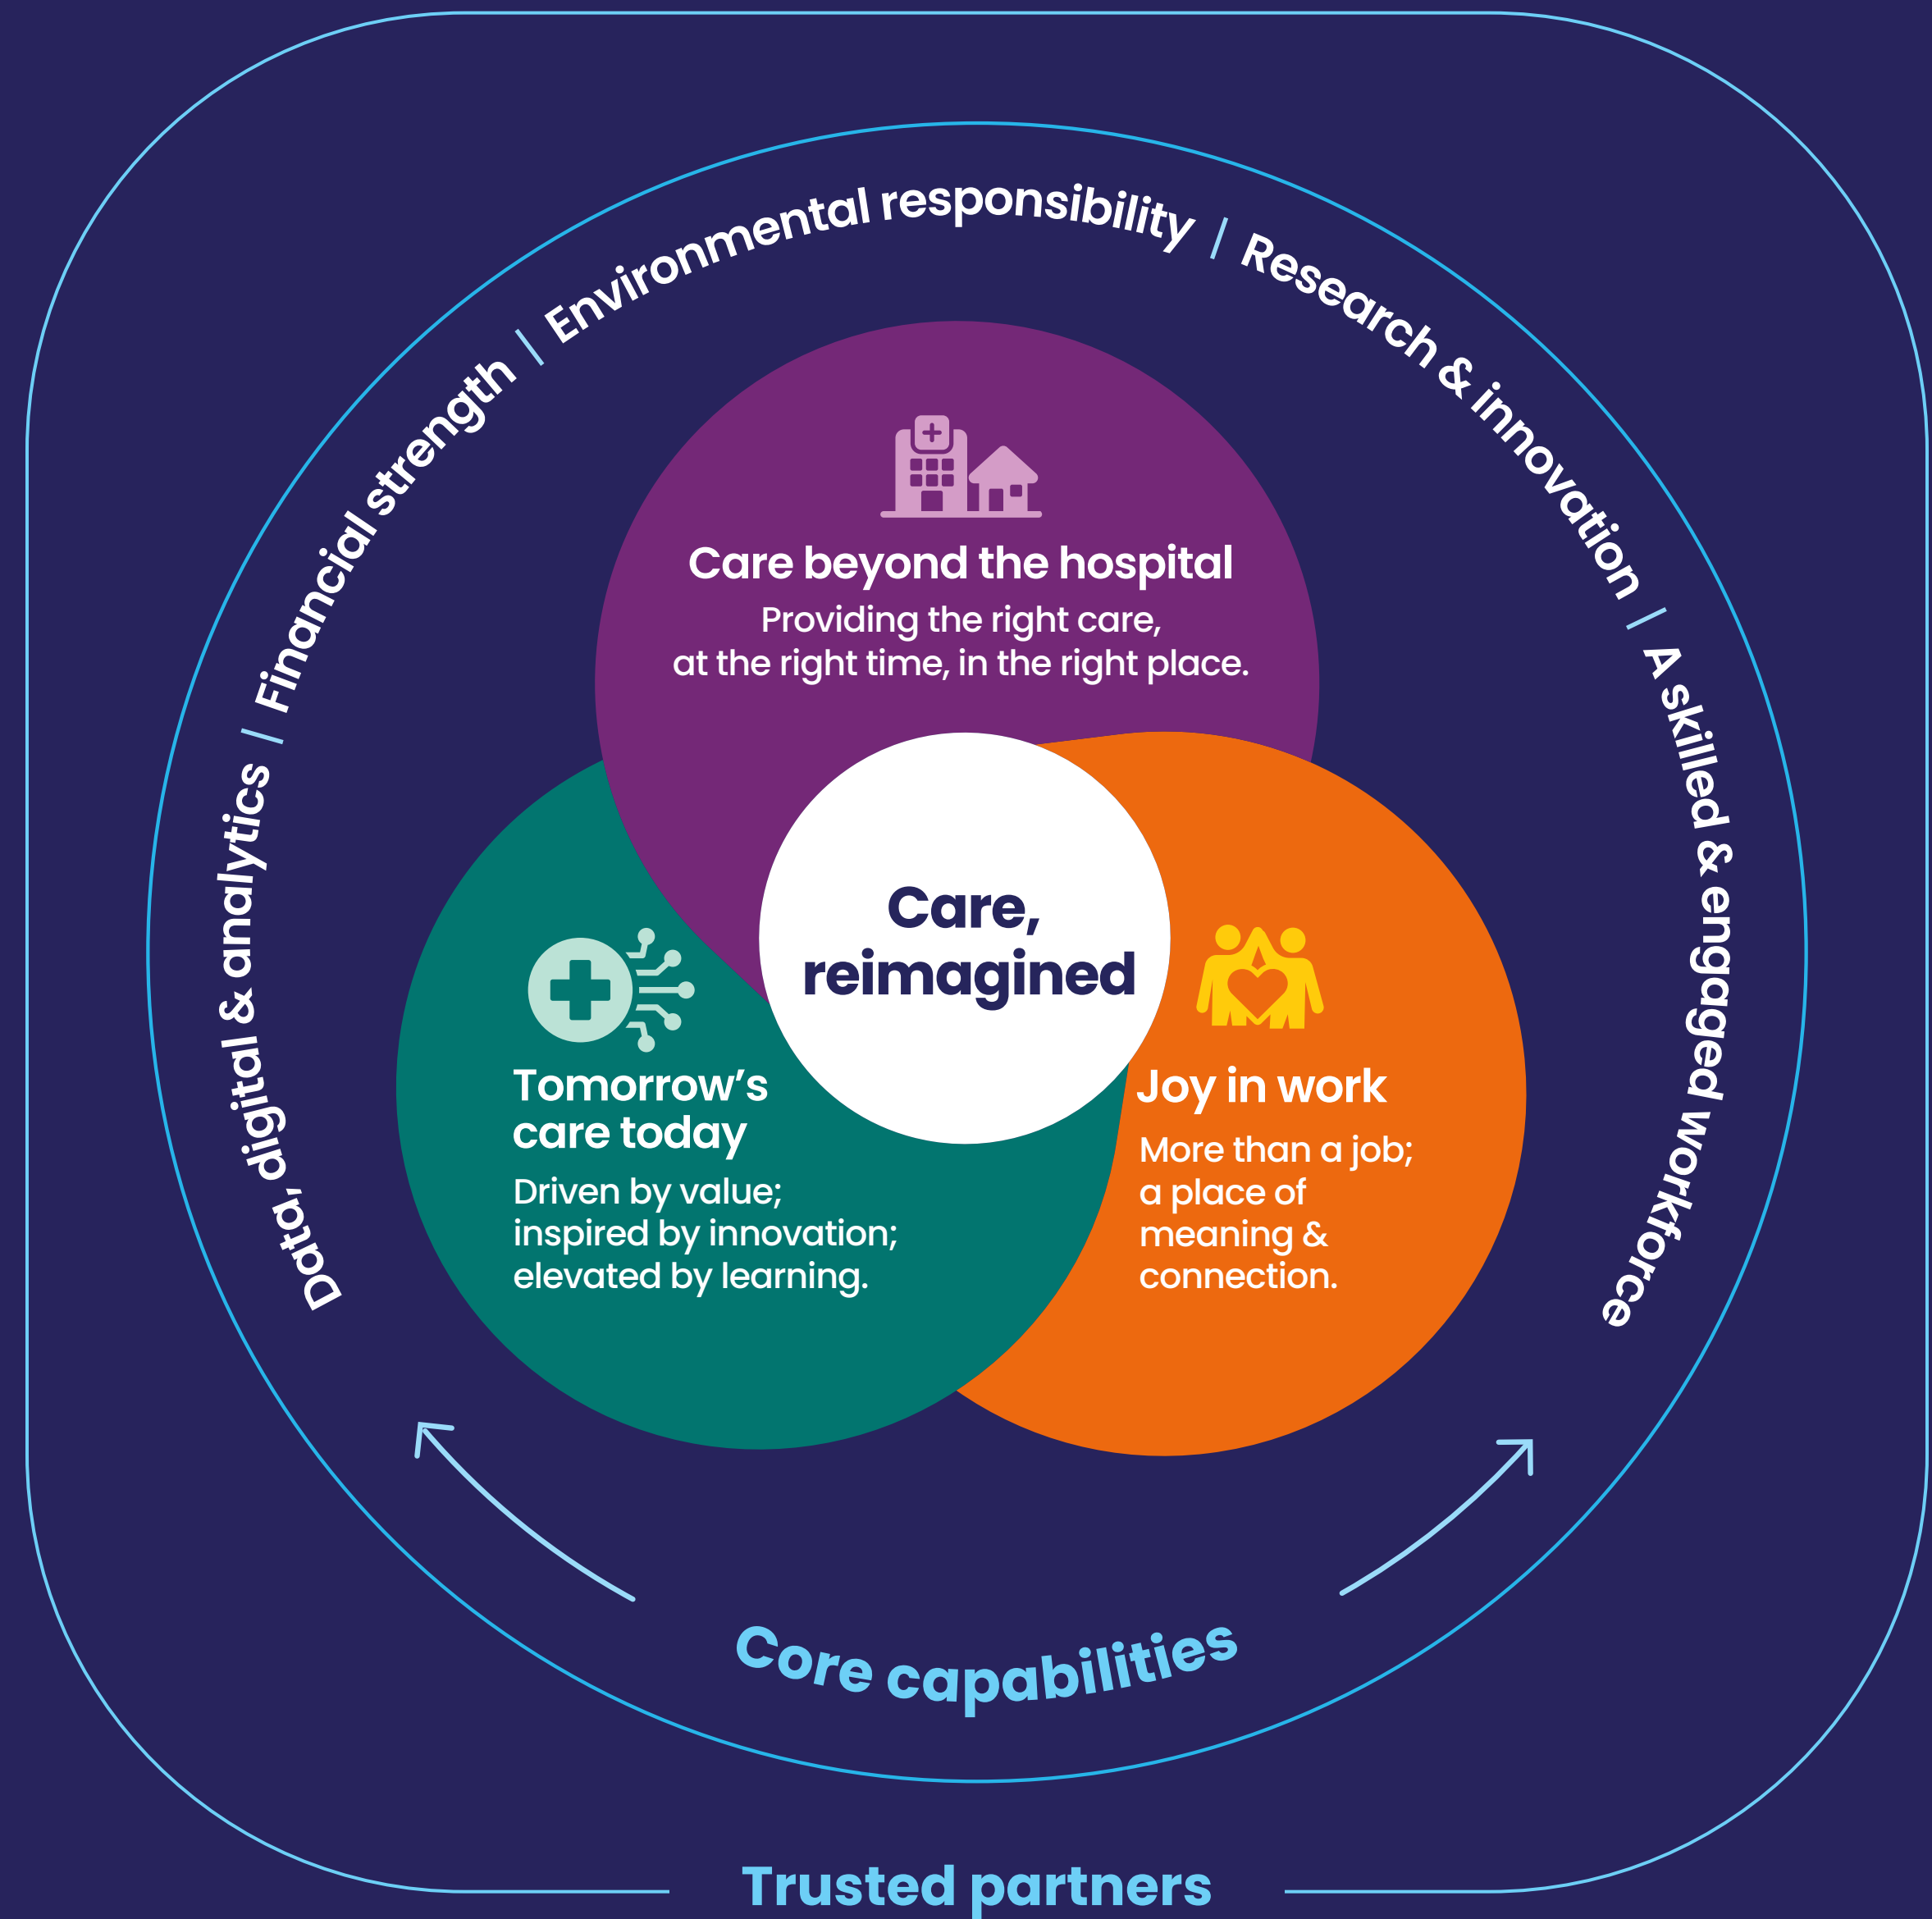 Data, digital & analytics | Financial strength | Environmental responsibility | Research & innovation | A skilled & engaged workforce
Care beyond the hospital
Providing the right care,
at the right time, in the right place.
Care,
reimagined
Tomorrow's
care today
Driven by value;
inspired by innovation;
elevated by learning.
Joy in work
More than a job;
a place of
meaning &
connection.
Core capabilities
Trusted partners